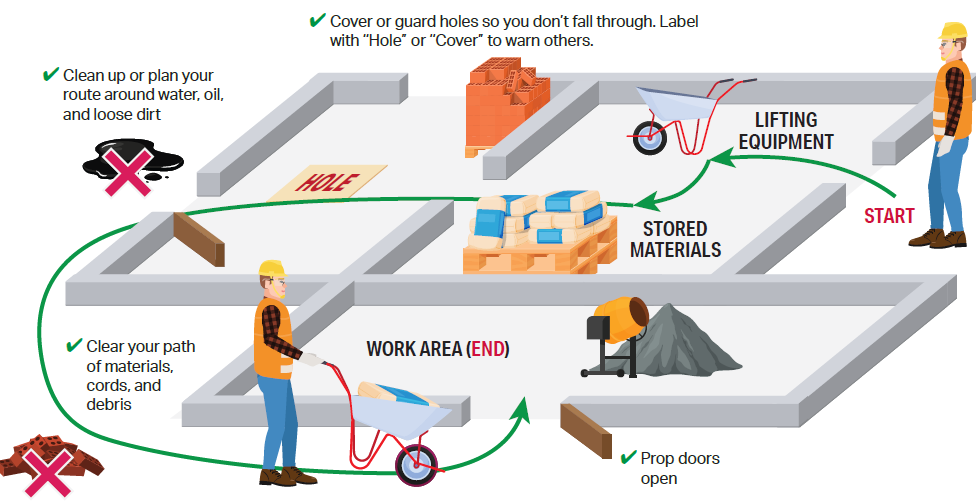 ✔ Cover or guard holes so you don’t fall through. Label
with “Hole” or “Cover” to warn others.
✔ Clean up or plan your
route around water, oil,
and loose dirt
LIFTING
EQUIPMENT
START
HOLE
STORED
MATERIALS
✔ Clear your path
of materials,
cords, and
debris
WORK AREA (END)
✔ Prop doors
open